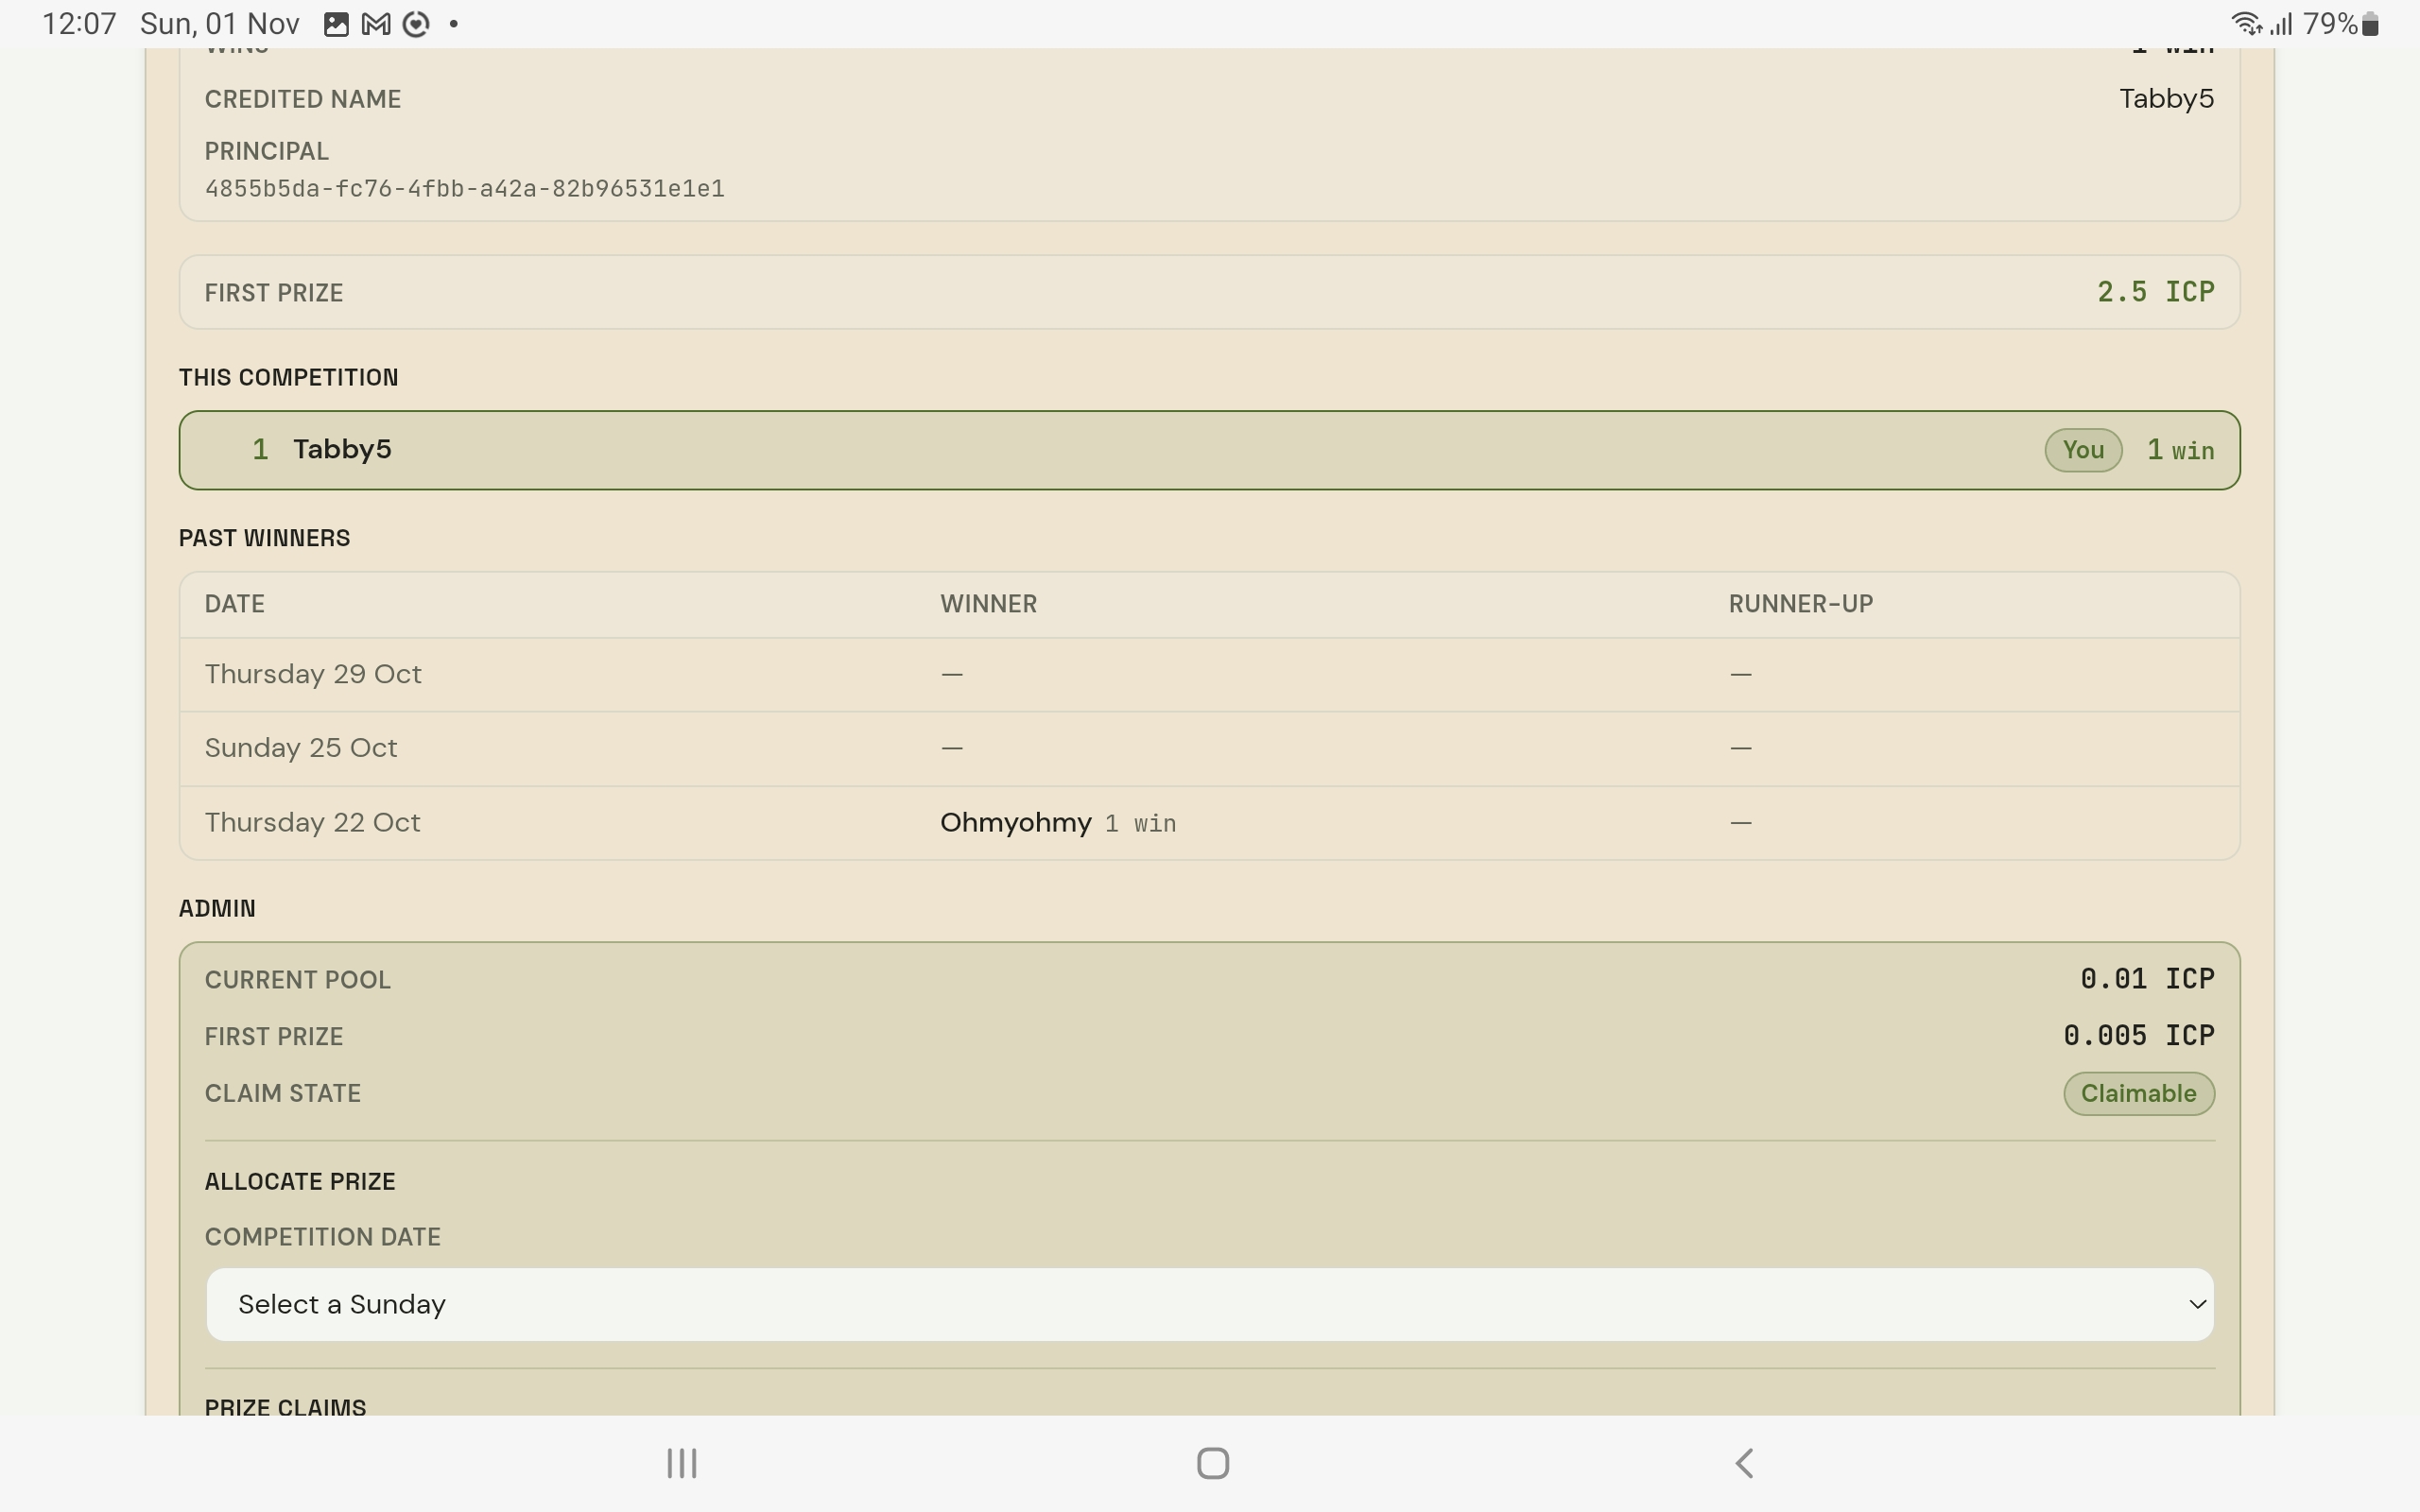 12:07 Sun, 01 Nov 79%
WINS 1 win
CREDITED NAME Tabby5
PRINCIPAL
4855b5da-fc76-4fbb-a42a-82b96531e1e1
FIRST PRIZE 2.5 ICP
THIS COMPETITION
1 Tabby5 You 1 win
PAST WINNERS
DATE WINNER RUNNER-UP
Thursday 29 Oct — —
Sunday 25 Oct — —
Thursday 22 Oct Ohmyohmy 1 win —
ADMIN
CURRENT POOL 0.01 ICP
FIRST PRIZE 0.005 ICP
CLAIM STATE Claimable
ALLOCATE PRIZE
COMPETITION DATE
Select a Sunday
PRIZE CLAIMS